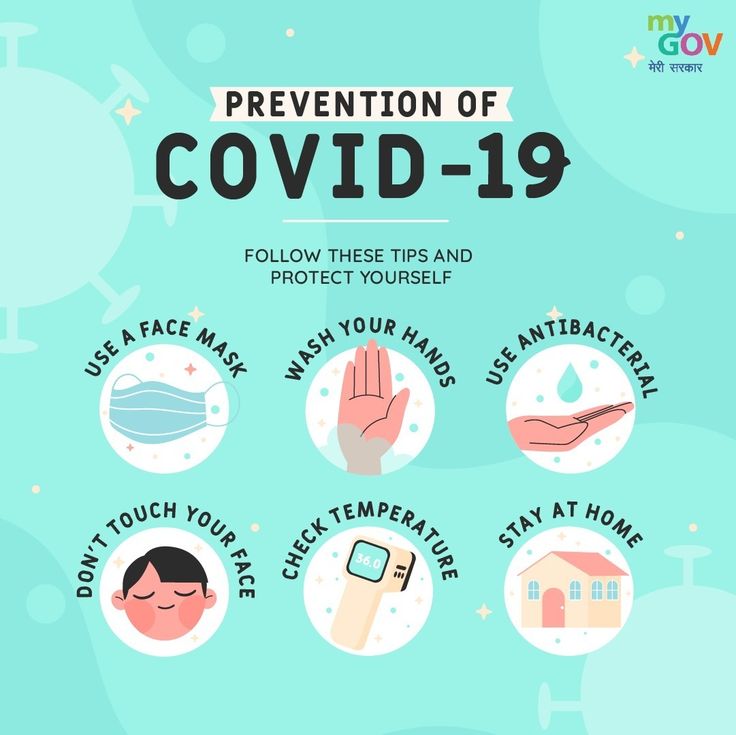 my
GOV
मेरी सरकार
PREVENTION OF
COVID-19
FOLLOW THESE TIPS AND
PROTECT YOURSELF
USE A FACE MASK
WASH YOUR HANDS
USE ANTIBACTERIAL
DON'T TOUCH YOUR FACE
CHECK TEMPERATURE
36.0
STAY AT HOME